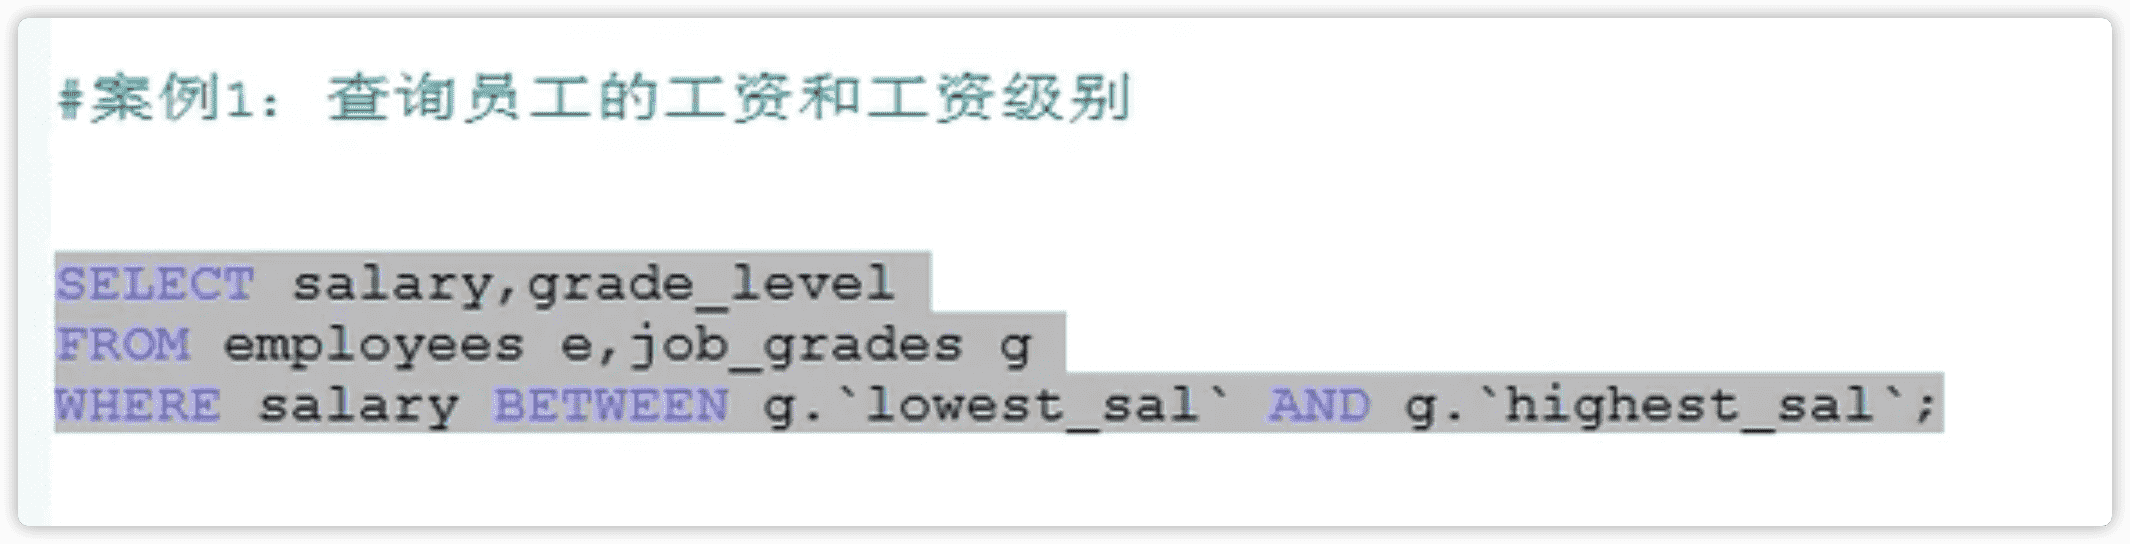 #案例1：查询员工的工资和工资级别
SELECT salary,grade_level
FROM employees e,job_grades g
WHERE salary BETWEEN g.`lowest_sal` AND g.`highest_sal`;